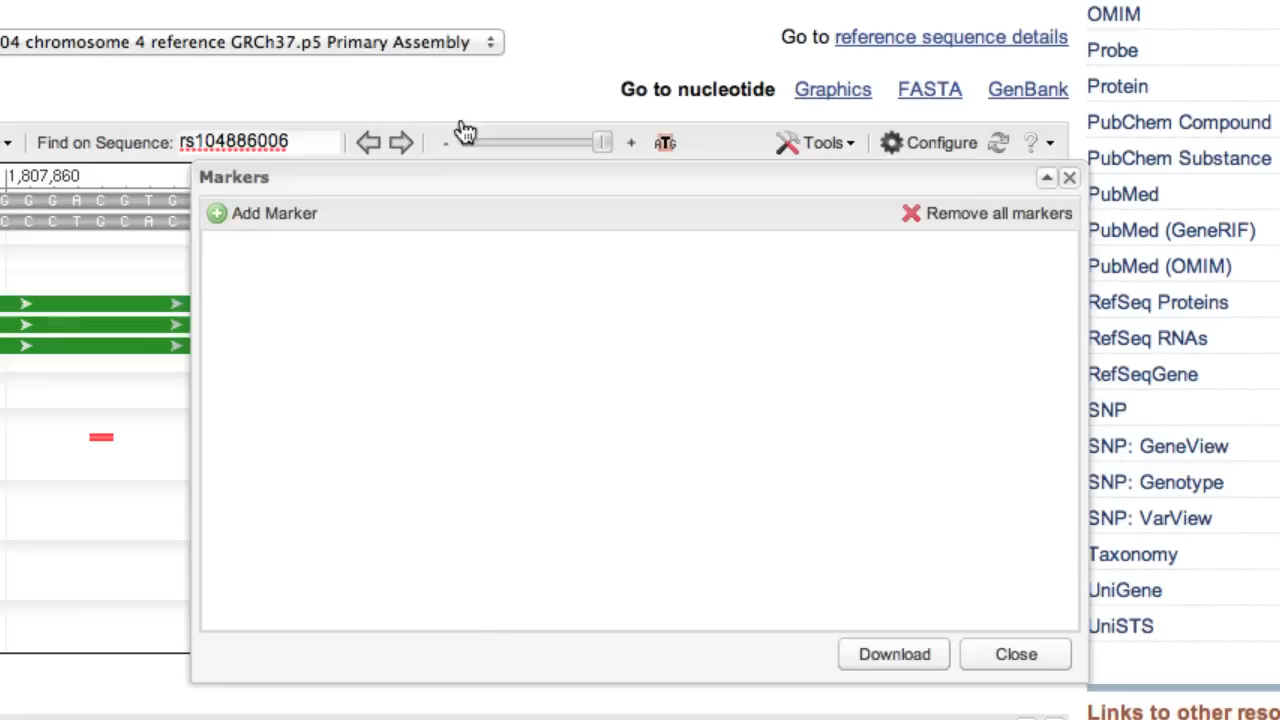 04 chromosome 4 reference GRCh37.p5 Primary Assembly
Go to reference sequence details
Go to nucleotide Graphics FASTA GenBank
Find on Sequence: rs104886006 - + ATG Tools Configure ?
1,807,860
G G G A C G T G
C C C T G C A C
Markers
Add Marker Remove all markers
Download Close
OMIM
Probe
Protein
PubChem Compound
PubChem Substance
PubMed
PubMed (GeneRIF)
PubMed (OMIM)
RefSeq Proteins
RefSeq RNAs
RefSeqGene
SNP
SNP: GeneView
SNP: Genotype
SNP: VarView
Taxonomy
UniGene
UniSTS
Links to other reso